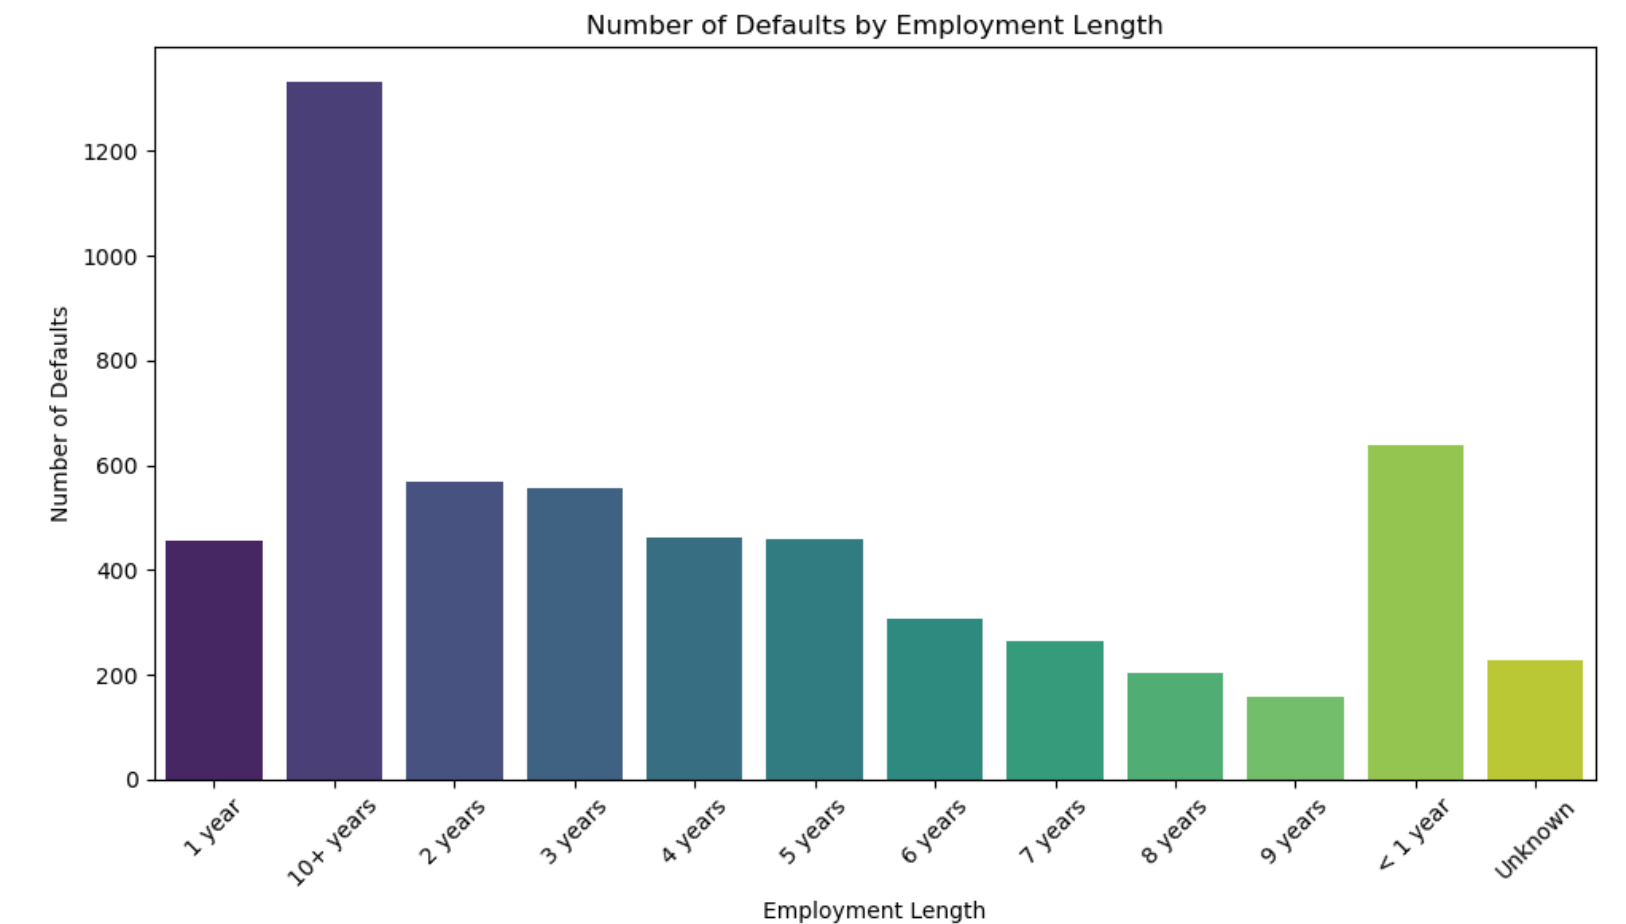 Number of Defaults by Employment Length
Number of Defaults
1200
1000
800
600
400
200
0
1 year
10+ years
2 years
3 years
4 years
5 years
6 years
7 years
8 years
9 years
< 1 year
Unknown
Employment Length